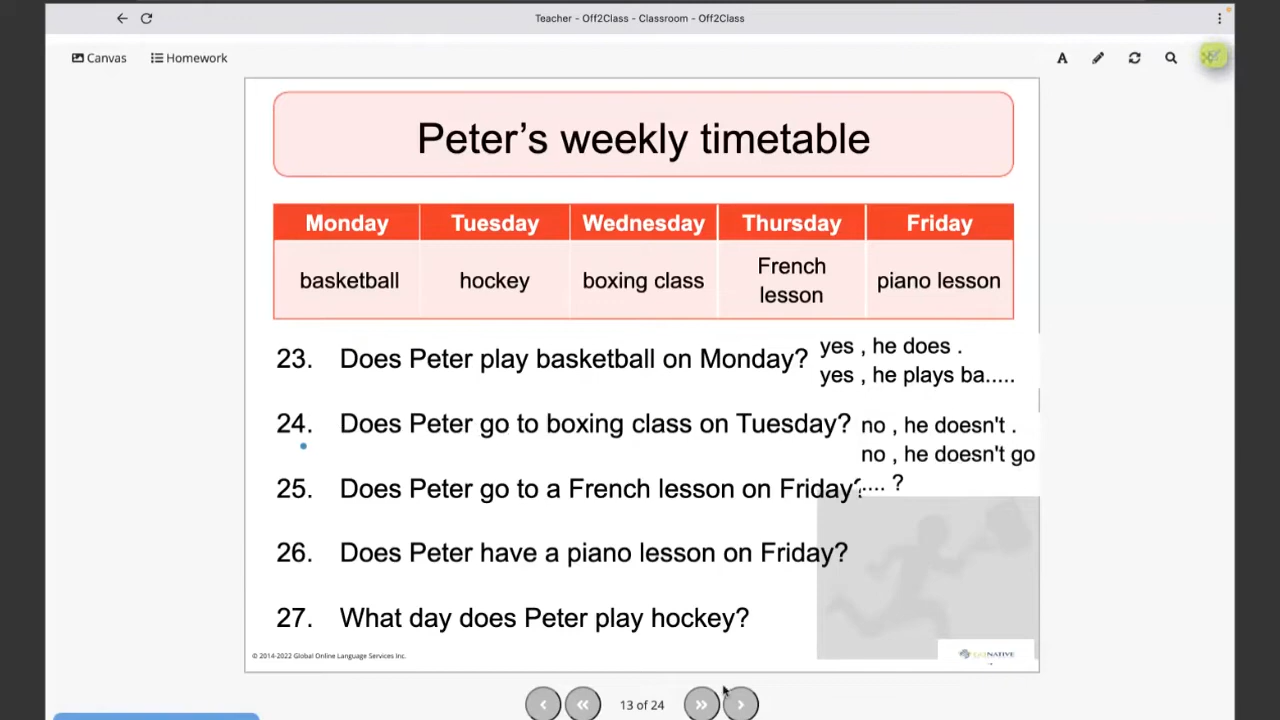 Teacher - Off2Class - Classroom - Off2Class
Canvas
Homework
A
Peter's weekly timetable
Monday Tuesday Wednesday Thursday Friday
basketball hockey boxing class French lesson piano lesson
23. Does Peter play basketball on Monday?
yes , he does .
yes , he plays ba.....
24. Does Peter go to boxing class on Tuesday?
no , he doesn't .
no , he doesn't go
.... ?
25. Does Peter go to a French lesson on Friday?
26. Does Peter have a piano lesson on Friday?
27. What day does Peter play hockey?
© 2014-2022 Global Online Language Services Inc.
NATIVE
13 of 24